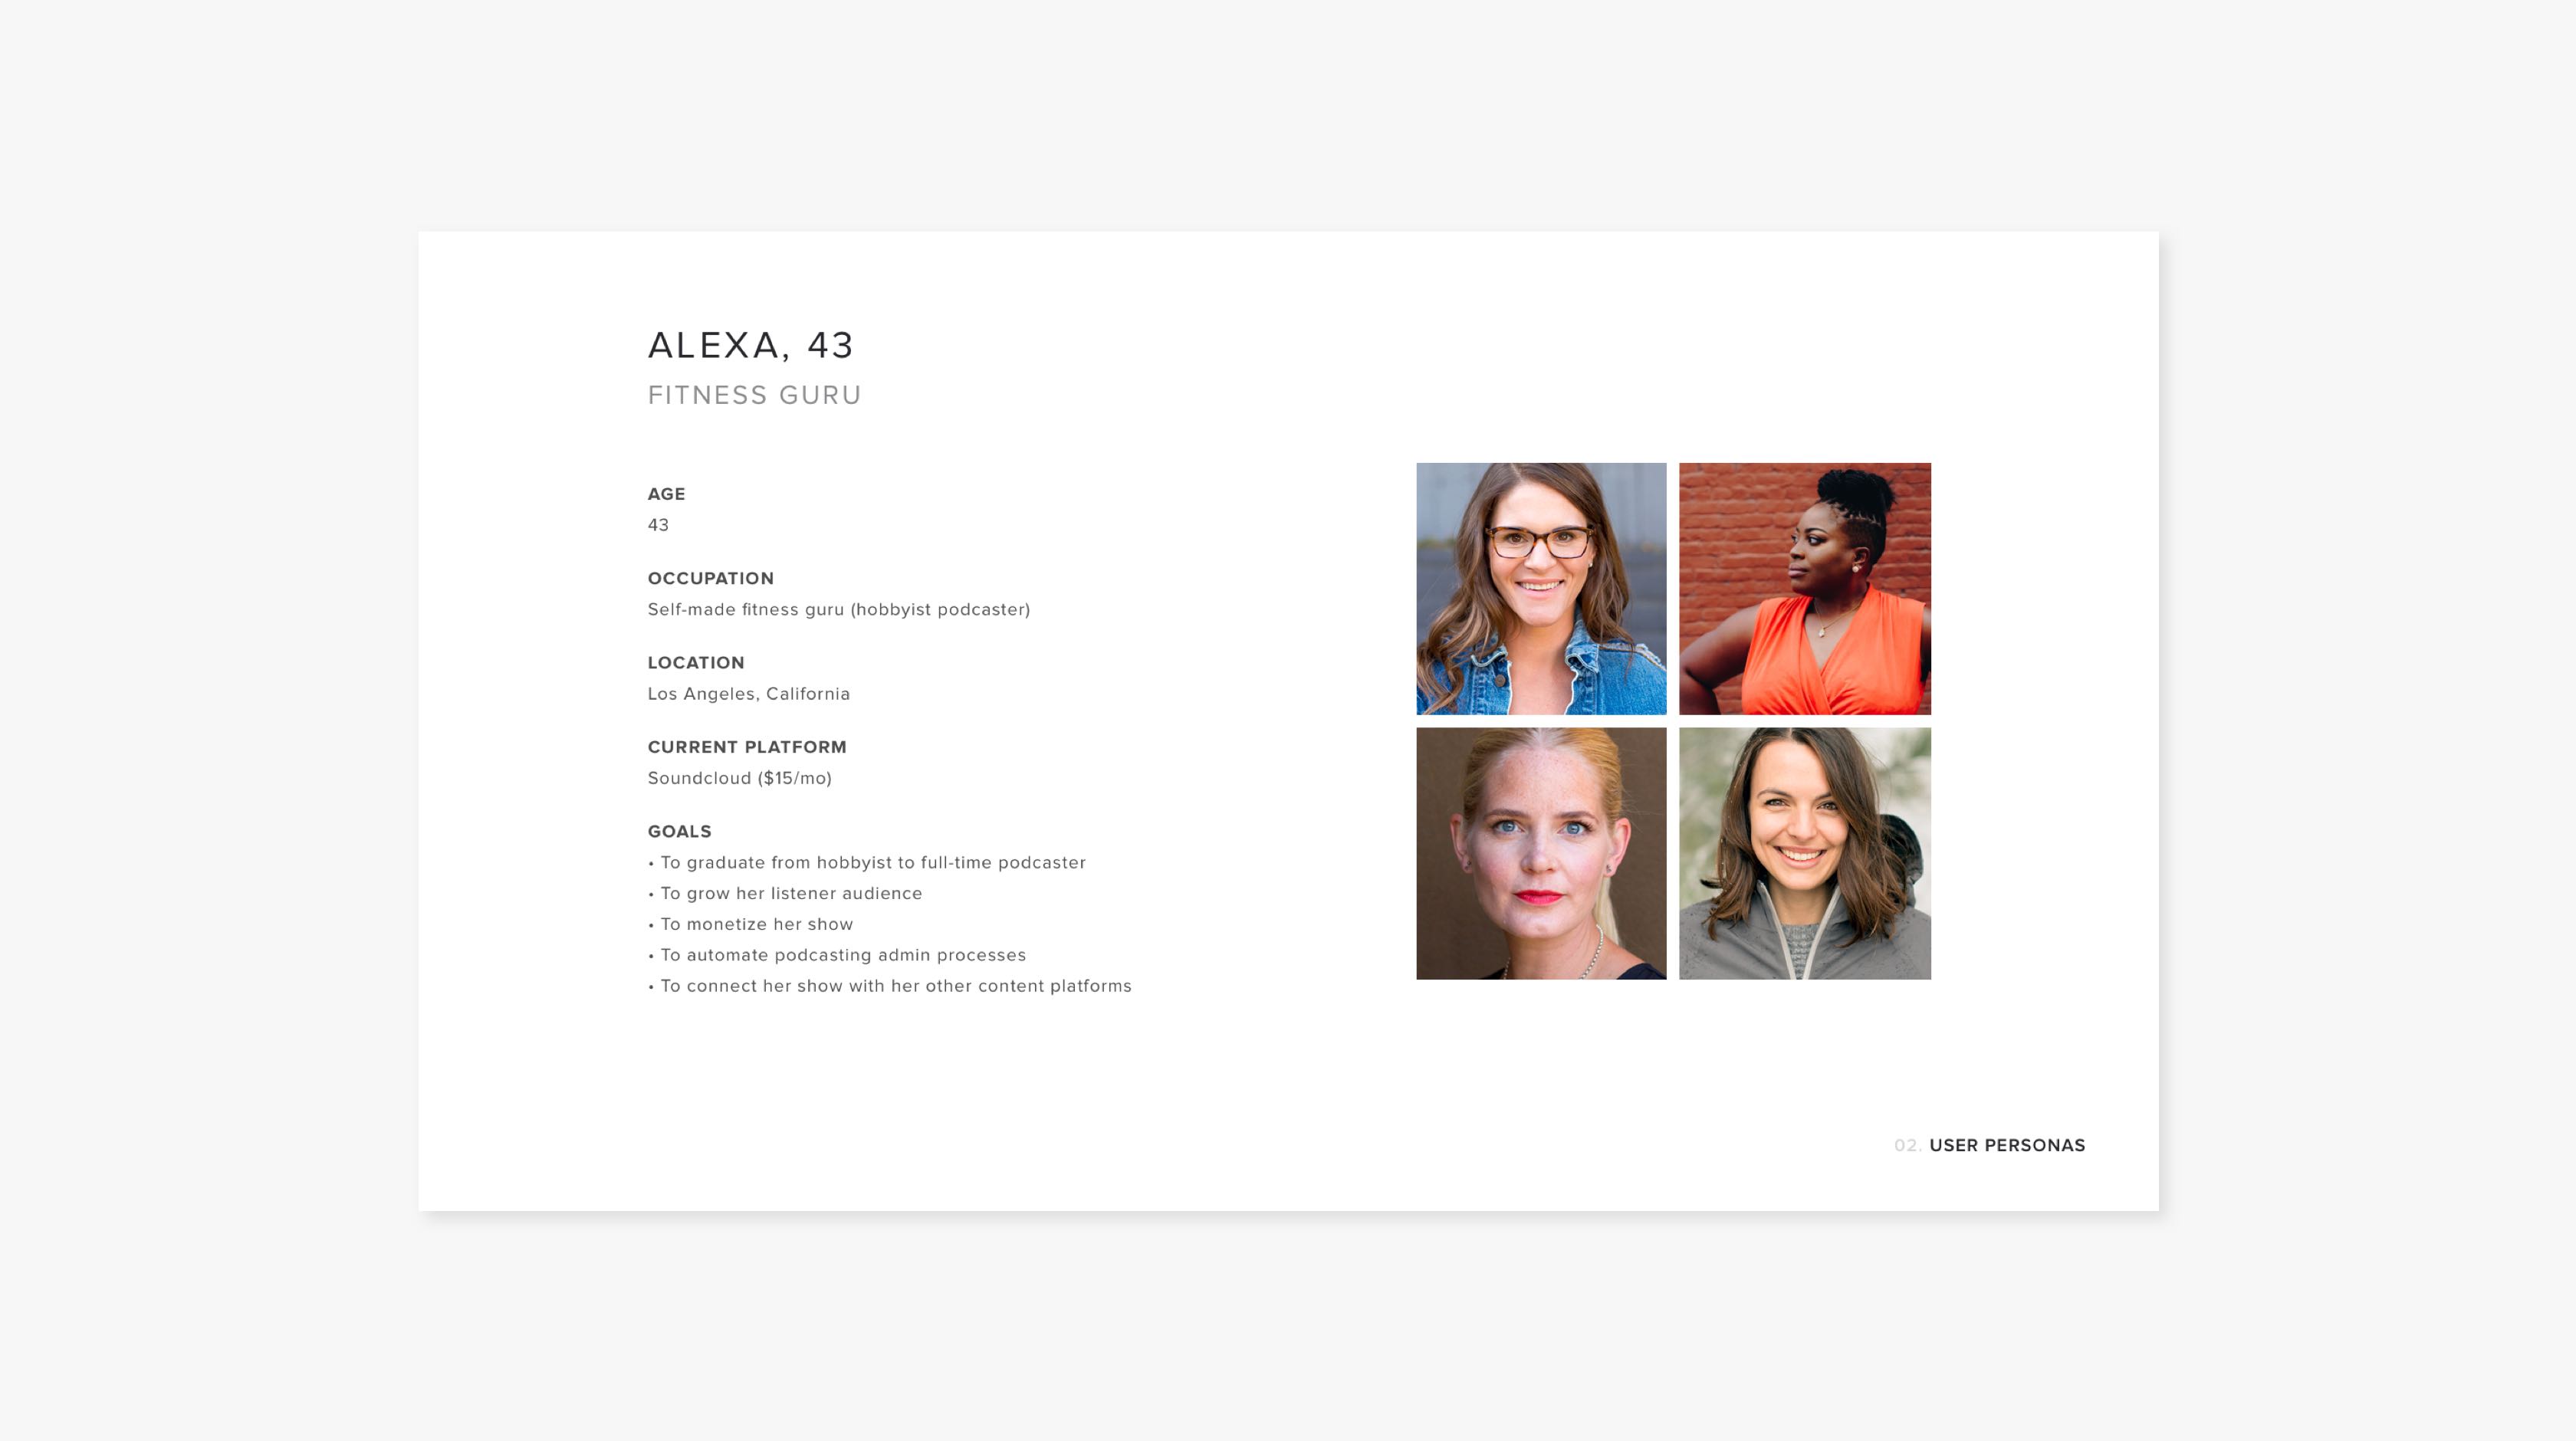 ALEXA, 43
FITNESS GURU
AGE
43
OCCUPATION
Self-made fitness guru (hobbyist podcaster)
LOCATION
Los Angeles, California
CURRENT PLATFORM
Soundcloud ($15/mo)
GOALS
• To graduate from hobbyist to full-time podcaster
• To grow her listener audience
• To monetize her show
• To automate podcasting admin processes
• To connect her show with her other content platforms
02. USER PERSONAS